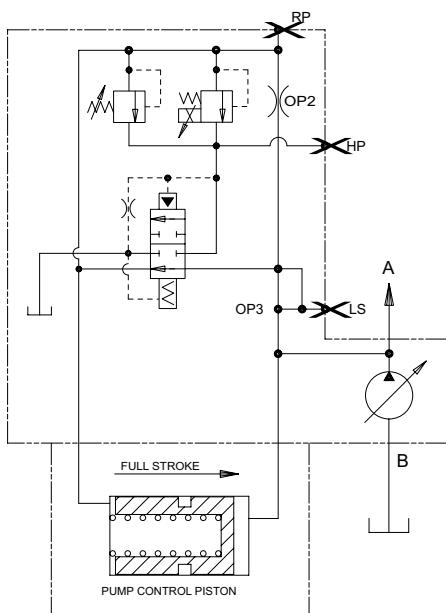 RP
OP2
HP
A
OP3
LS
B
FULL STROKE
PUMP CONTROL PISTON